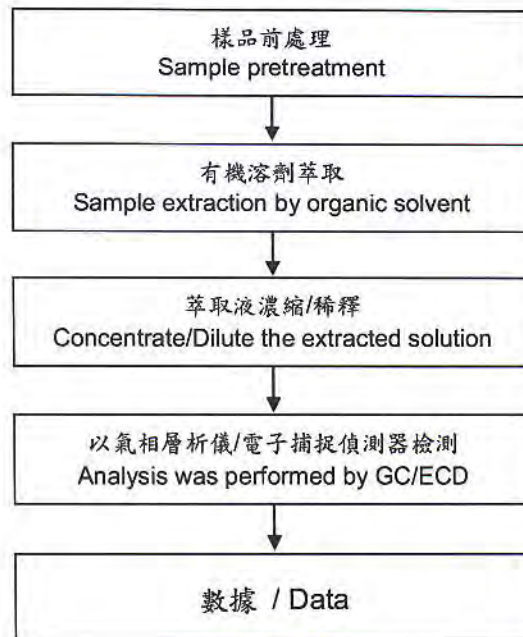 樣品前處理
Sample pretreatment
有機溶劑萃取
Sample extraction by organic solvent
萃取液濃縮/稀釋
Concentrate/Dilute the extracted solution
以氣相層析儀/電子捕捉偵測器檢測
Analysis was performed by GC/ECD
數據 / Data